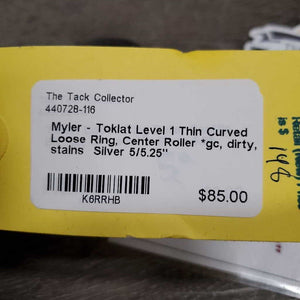 The Tack Collector
440728-116
Myler - Toklat Level 1 Thin Curved
Loose Ring, Center Roller *gc, dirty,
stains Silver 5/5.25"
K6RRHB
$85.00
148